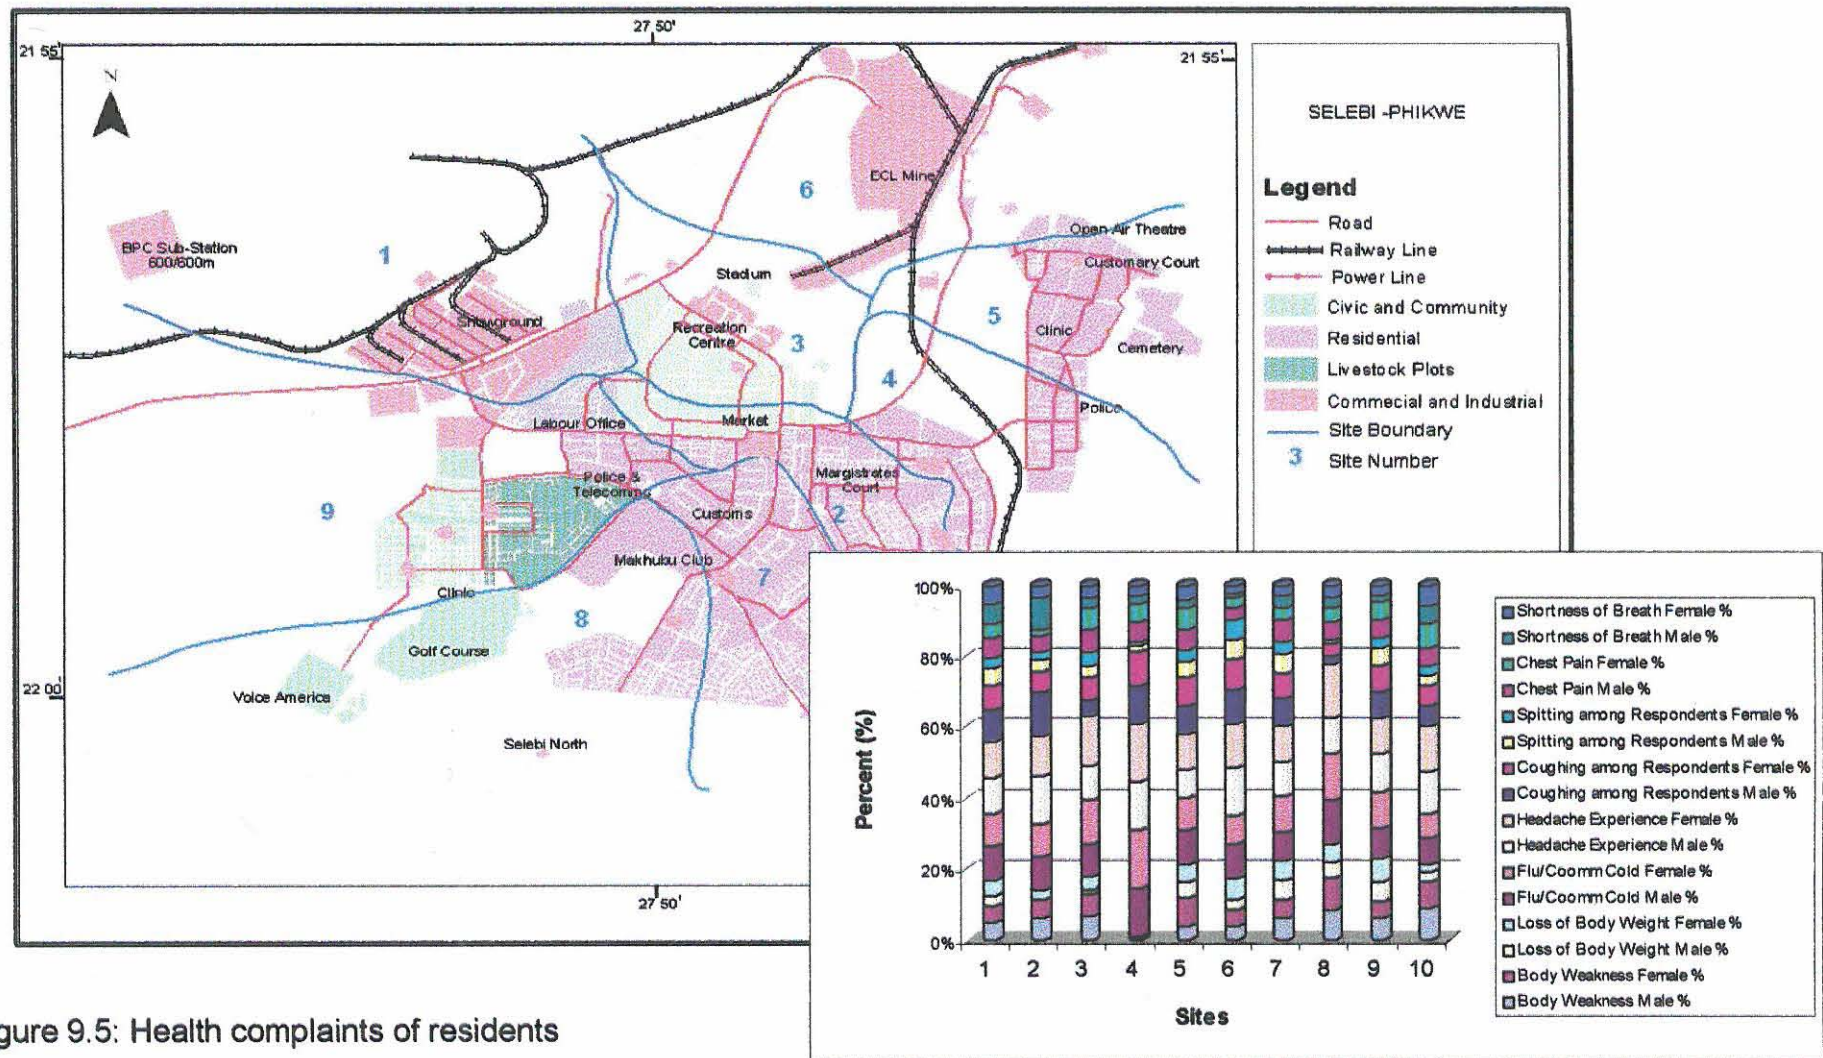 27 50'
21 55'
21 55'
N
SELEBI -PHIKWE
Legend
Road
Railway Line
Power Line
Civic and Community
Residential
Livestock Plots
Commecial and Industrial
Site Boundary
3
Site Number
ECL Mine
6
BPC Sub-Station
600/600m
1
Open Air Theatre
Customary Court
Stedium
Showground
Recreation
Centre
3
5
Clinic
Cemetery
4
Police
Labour Office
Market
Police &
Telecomms
Margistrates
Court
9
Customs
2
Makhubu Club
7
Clinic
8
Golf Course
Voice America
22 00'
Selebi North
27 50'
100%
80%
60%
40%
20%
0%
Percent (%)
1 2 3 4 5 6 7 8 9 10
Sites
Shortness of Breath Female %
Shortness of Breath Male %
Chest Pain Female %
Chest Pain Male %
Spitting among Respondents Female %
Spitting among Respondents Male %
Coughing among Respondents Female %
Coughing among Respondents Male %
Headache Experience Female %
Headache Experience Male %
Flu/Coomm Cold Female %
Flu/Coomm Cold Male %
Loss of Body Weight Female %
Loss of Body Weight Male %
Body Weakness Female %
Body Weakness Male %
gure 9.5: Health complaints of residents